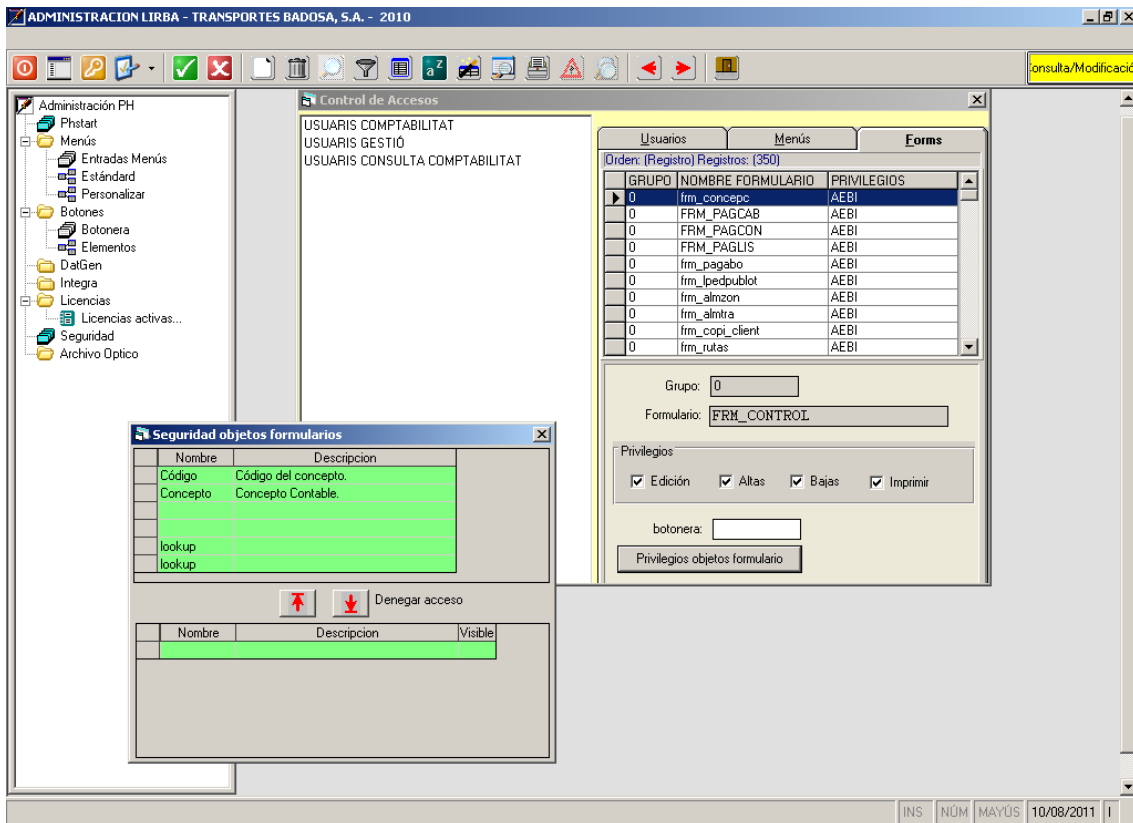 ADMINISTRACION LIRBA - TRANSPORTES BADOSA, S.A. - 2010
Consulta/Modificació
Administración PH
Phstart
Menús
Entradas Menús
Estándard
Personalizar
Botones
Botonera
Elementos
DatGen
Integra
Licencias
Licencias activas...
Seguridad
Archivo Optico
Control de Accesos
USUARIS COMPTABILITAT
USUARIS GESTIÓ
USUARIS CONSULTA COMPTABILITAT
Usuarios Menús Forms
Orden: (Registro) Registros: (350)
GRUPO NOMBRE FORMULARIO PRIVILEGIOS
0 frm_concepc AEBI
0 FRM_PAGCAB AEBI
0 FRM_PAGCON AEBI
0 FRM_PAGLIS AEBI
0 frm_pagabo AEBI
0 frm_lpedpublot AEBI
0 frm_almzon AEBI
0 frm_almtra AEBI
0 frm_copi_client AEBI
0 frm_rutas AEBI
Grupo: 0
Formulario: FRM_CONTROL
Privilegios
Edición Altas Bajas Imprimir
botonera:
Privilegios objetos formulario
Seguridad objetos formularios
Nombre Descripcion
Código Código del concepto.
Concepto Concepto Contable.
lookup
lookup
Denegar acceso
Nombre Descripcion Visible
INS NÚM MAYÚS 10/08/2011 I